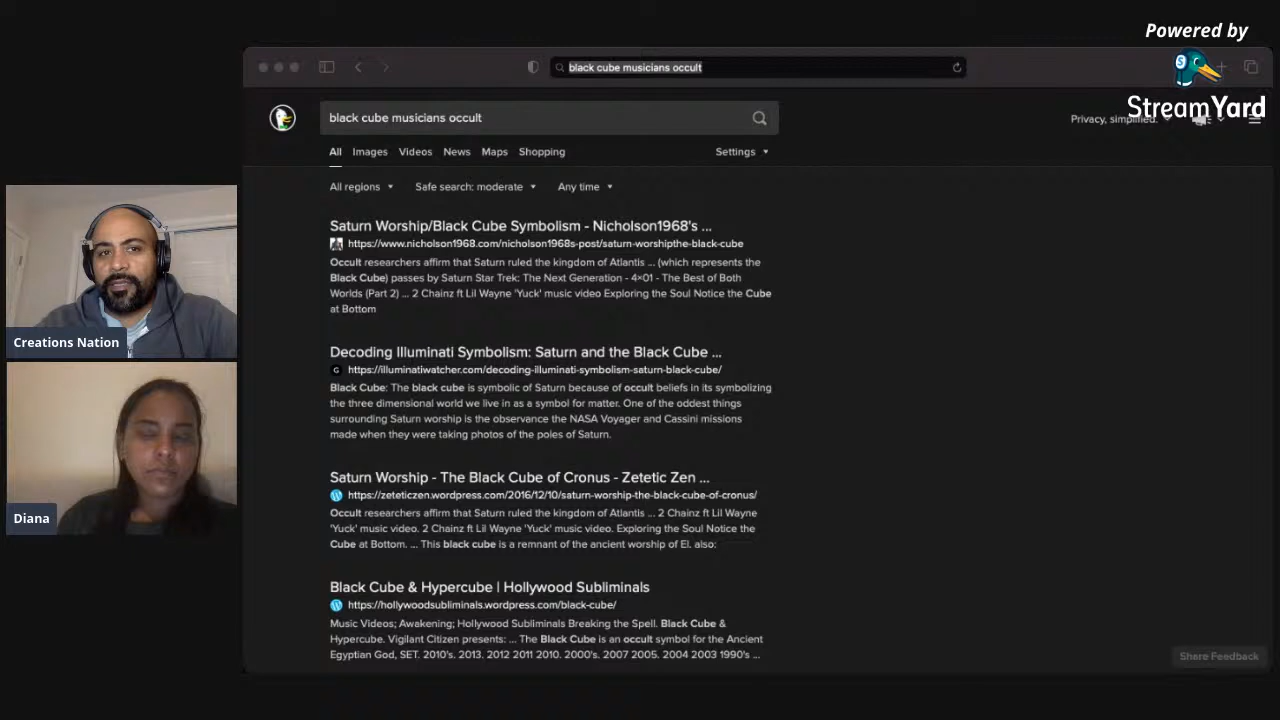 Powered by
StreamYard
black cube musicians occult
black cube musicians occult
Privacy, simplified.
All Images Videos News Maps Shopping Settings
All regions Safe search: moderate Any time
Saturn Worship/Black Cube Symbolism - Nicholson1968's ...
https://www.nicholson1968.com/nicholson1968s-post/saturn-worshipthe-black-cube
Occult researchers affirm that Saturn ruled the kingdom of Atlantis ... (which represents the
Black Cube) passes by Saturn Star Trek: The Next Generation - 4×01 - The Best of Both
Worlds (Part 2) ... 2 Chainz ft Lil Wayne 'Yuck' music video Exploring the Soul Notice the Cube
at Bottom
Decoding Illuminati Symbolism: Saturn and the Black Cube ...
https://illuminatiwatcher.com/decoding-illuminati-symbolism-saturn-black-cube/
Black Cube: The black cube is symbolic of Saturn because of occult beliefs in its symbolizing
the three dimensional world we live in as a symbol for matter. One of the oddest things
surrounding Saturn worship is the observance the NASA Voyager and Cassini missions
made when they were taking photos of the poles of Saturn.
Saturn Worship - The Black Cube of Cronus - Zetetic Zen ...
https://zeteticzen.wordpress.com/2016/12/10/saturn-worship-the-black-cube-of-cronus/
Occult researchers affirm that Saturn ruled the kingdom of Atlantis ... 2 Chainz ft Lil Wayne
'Yuck' music video. 2 Chainz ft Lil Wayne 'Yuck' music video. Exploring the Soul Notice the
Cube at Bottom. ... This black cube is a remnant of the ancient worship of El. also:
Black Cube & Hypercube | Hollywood Subliminals
https://hollywoodsubliminals.wordpress.com/black-cube/
Music Videos; Awakening; Hollywood Subliminals Breaking the Spell. Black Cube &
Hypercube. Vigilant Citizen presents: ... The Black Cube is an occult symbol for the Ancient
Egyptian God, SET. 2010's. 2013. 2012 2011 2010. 2000's. 2007 2005. 2004 2003 1990's ...
Share Feedback
Creations Nation
Diana